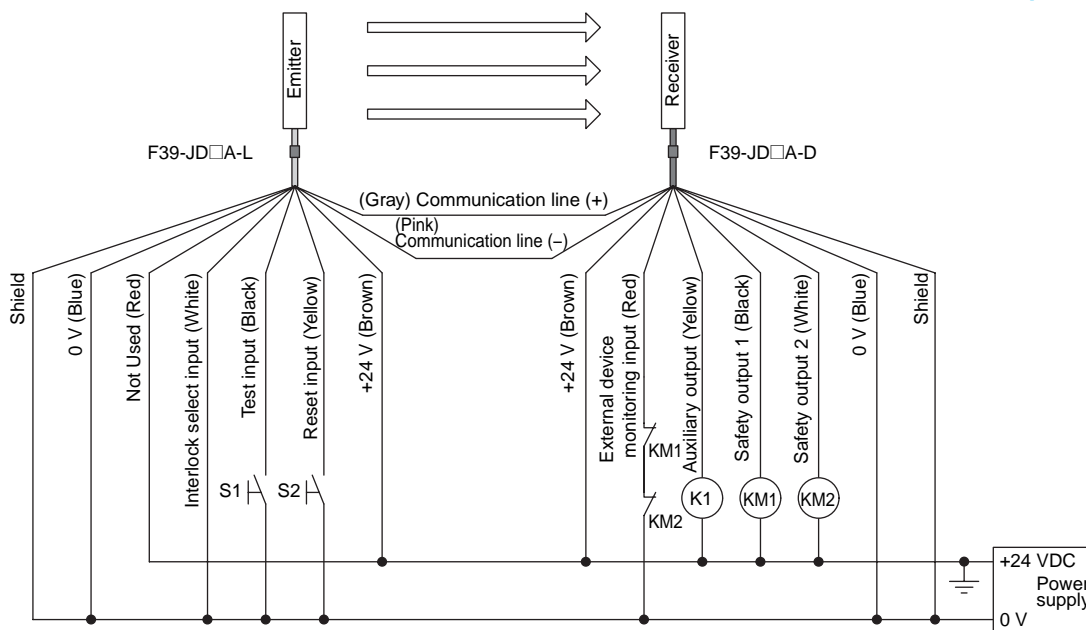 Emitter
Receiver
F39-JD□A-L
F39-JD□A-D
(Gray) Communication line (+)
(Pink)
Communication line (–)
Shield
0 V (Blue)
Not Used (Red)
Interlock select input (White)
Test input (Black)
Reset input (Yellow)
+24 V (Brown)
+24 V (Brown)
External device
monitoring input (Red)
Auxiliary output (Yellow)
Safety output 1 (Black)
Safety output 2 (White)
0 V (Blue)
Shield
S1
S2
KM1
KM2
K1
KM1
KM2
+24 VDC
Power
supply
0 V